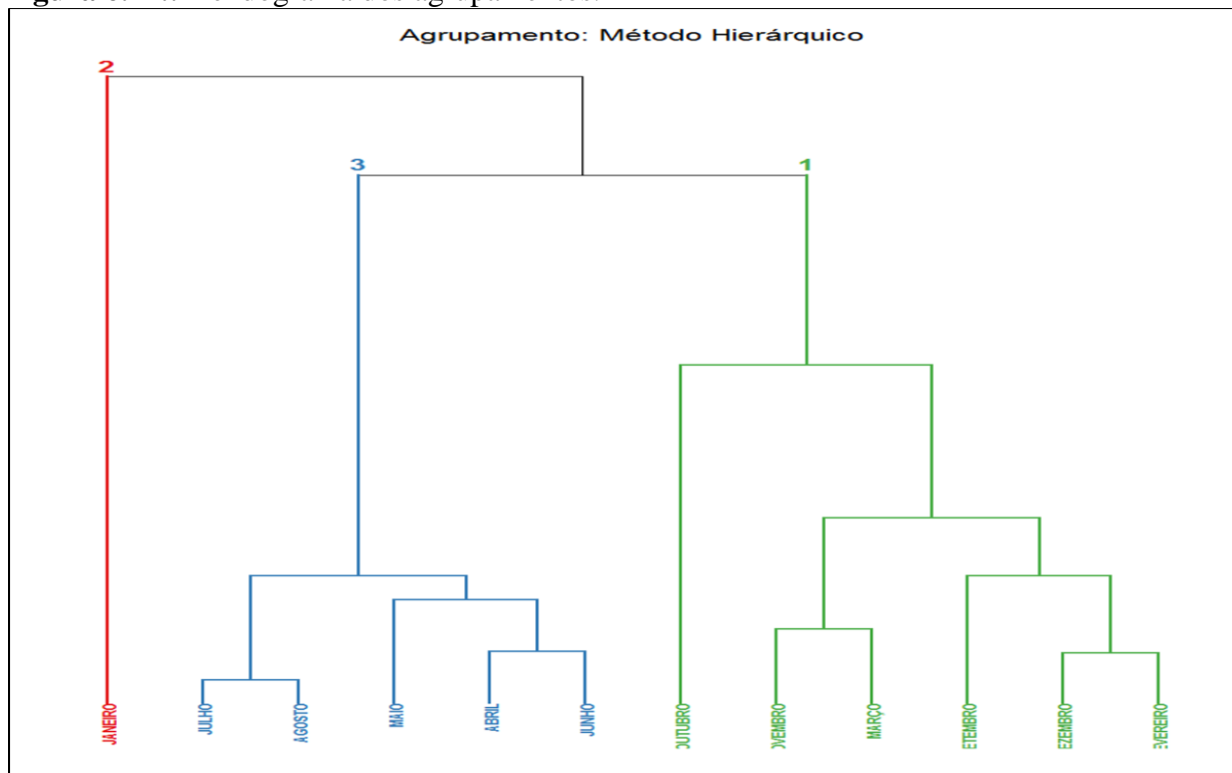 Agrupamento: Método Hierárquico
2
3
1
JANEIRO
JULHO
AGOSTO
MAIO
ABRIL
JUNHO
OUTUBRO
OVEMBRO
MARÇO
ETEMBRO
EZEMBRO
EVEREIRO